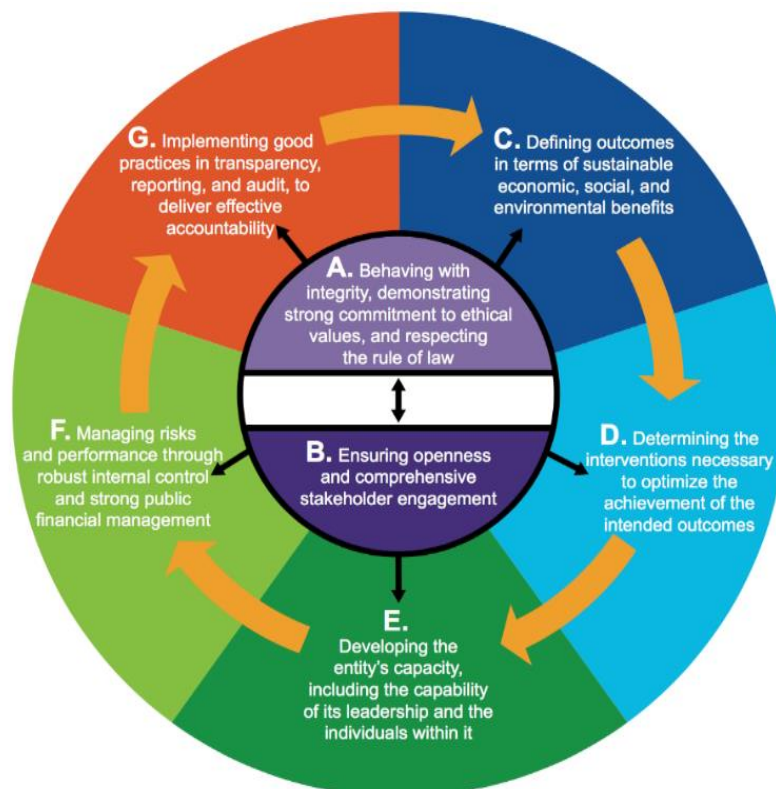 G. Implementing good
practices in transparency,
reporting, and audit, to
deliver effective
accountability
C. Defining outcomes
in terms of sustainable
economic, social, and
environmental benefits
A. Behaving with
integrity, demonstrating
strong commitment to ethical
values, and respecting
the rule of law
F. Managing risks
and performance through
robust internal control
and strong public
financial management
B. Ensuring openness
and comprehensive
stakeholder engagement
D. Determining the
interventions necessary
to optimize the
achievement of the
intended outcomes
E.
Developing the
entity's capacity,
including the capability
of its leadership and the
individuals within it